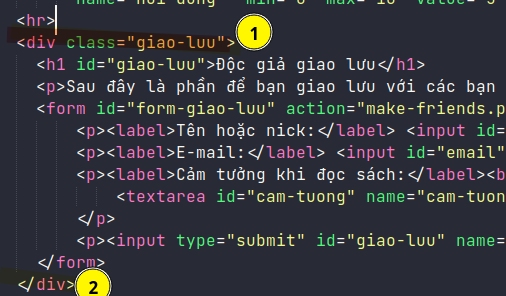 name="noi-dung" min="0" max="10" value="5
<hr>
<div class="giao-luu"> 1
<h1 id="giao-luu">Độc giả giao lưu</h1>
<p>Sau đây là phần để bạn giao lưu với các bạn
<form id="form-giao-luu" action="make-friends.p
<p><label>Tên hoặc nick:</label> <input id=
<p><label>E-mail:</label> <input id="email"
<p><label>Cảm tưởng khi đọc sách:</label><b
<textarea id="cam-tuong" name="cam-tuon
</p>
<p><input type="submit" id="giao-luu" name=
</form>
</div> 2